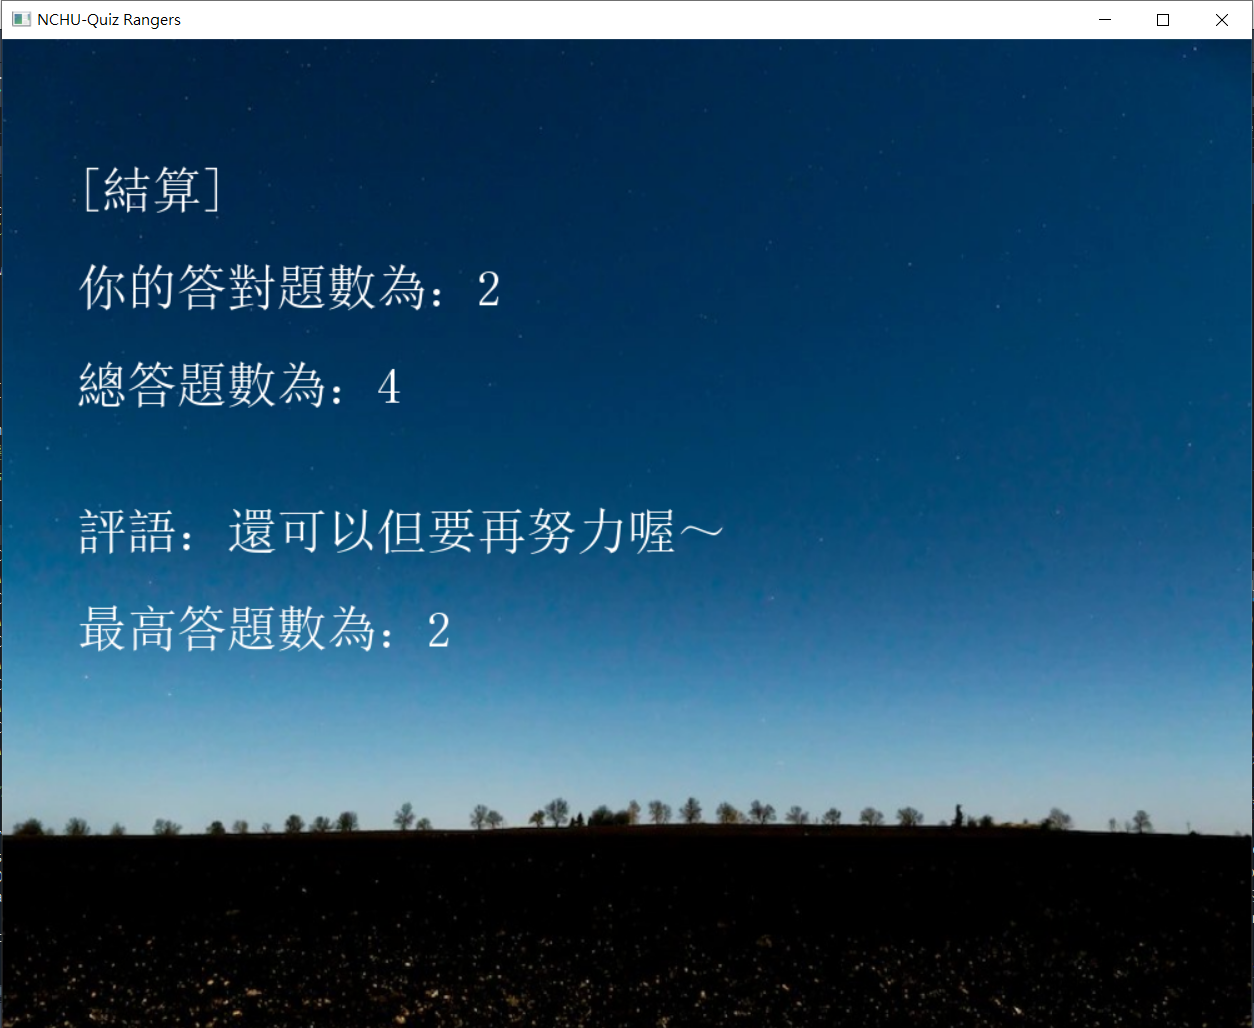 NCHU-Quiz Rangers
[結算]
你的答對題數為：2
總答題數為：4
評語：還可以但要再努力喔～
最高答題數為：2